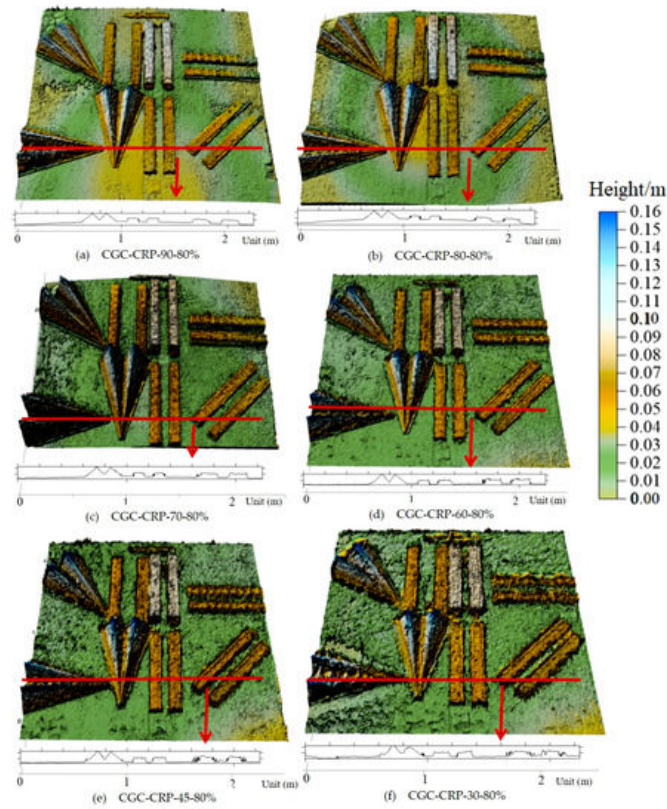 Height/m
0.16
0.15
0.14
0.13
0.12
0.11
0.10
0.09
0.08
0.07
0.06
0.05
0.04
0.03
0.02
0.01
0.00
0 1 2 Unit (m)
(a) CGC-CRP-90-80%
0 1 2 Unit (m)
(b) CGC-CRP-80-80%
0 1 2 Unit (m)
(c) CGC-CRP-70-80%
0 1 2 Unit (m)
(d) CGC-CRP-60-80%
0 1 2 Unit (m)
(e) CGC-CRP-45-80%
0 1 2 Unit (m)
(f) CGC-CRP-30-80%